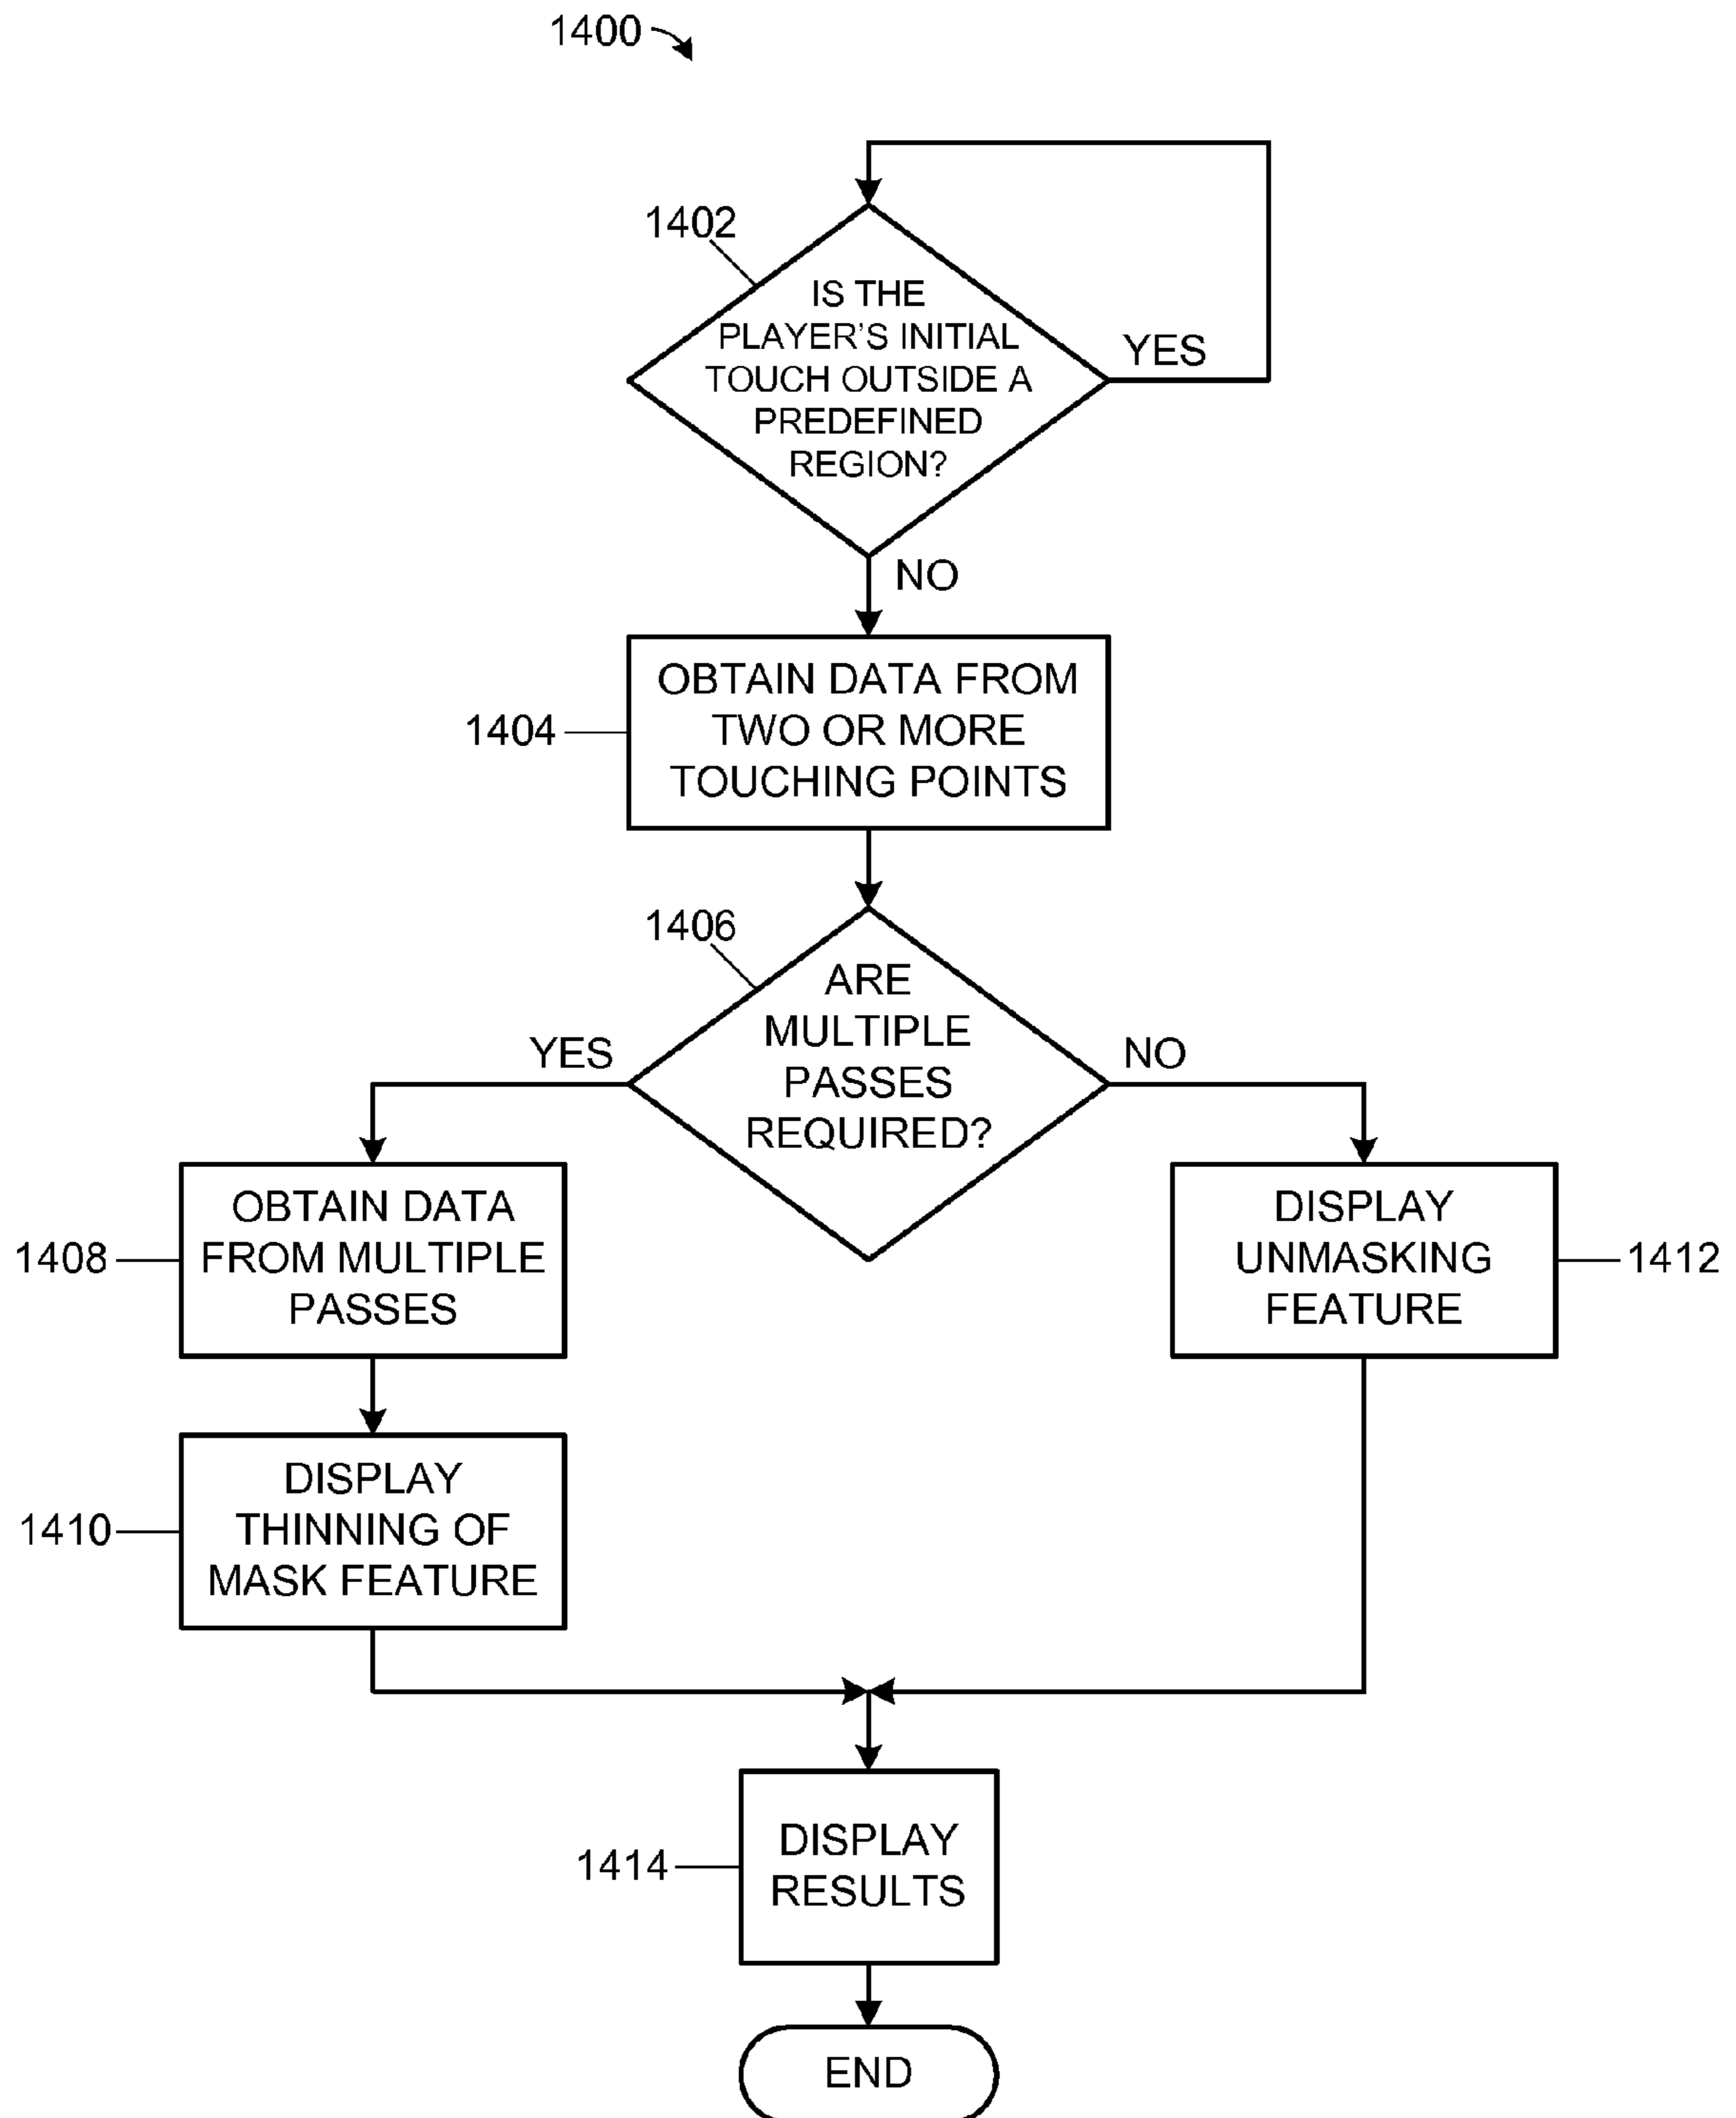 1400
1402
IS THE
PLAYER'S INITIAL
TOUCH OUTSIDE A
PREDEFINED
REGION?
YES
NO
1404
OBTAIN DATA FROM
TWO OR MORE
TOUCHING POINTS
1406
ARE
MULTIPLE
PASSES
REQUIRED?
YES
NO
1408
OBTAIN DATA
FROM MULTIPLE
PASSES
DISPLAY
UNMASKING
FEATURE
1412
1410
DISPLAY
THINNING OF
MASK FEATURE
1414
DISPLAY
RESULTS
END